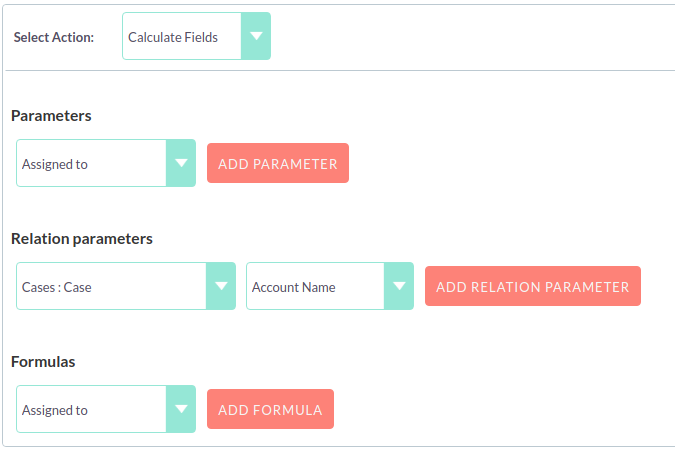 Select Action: Calculate Fields
Parameters
Assigned to ADD PARAMETER
Relation parameters
Cases : Case Account Name ADD RELATION PARAMETER
Formulas
Assigned to ADD FORMULA